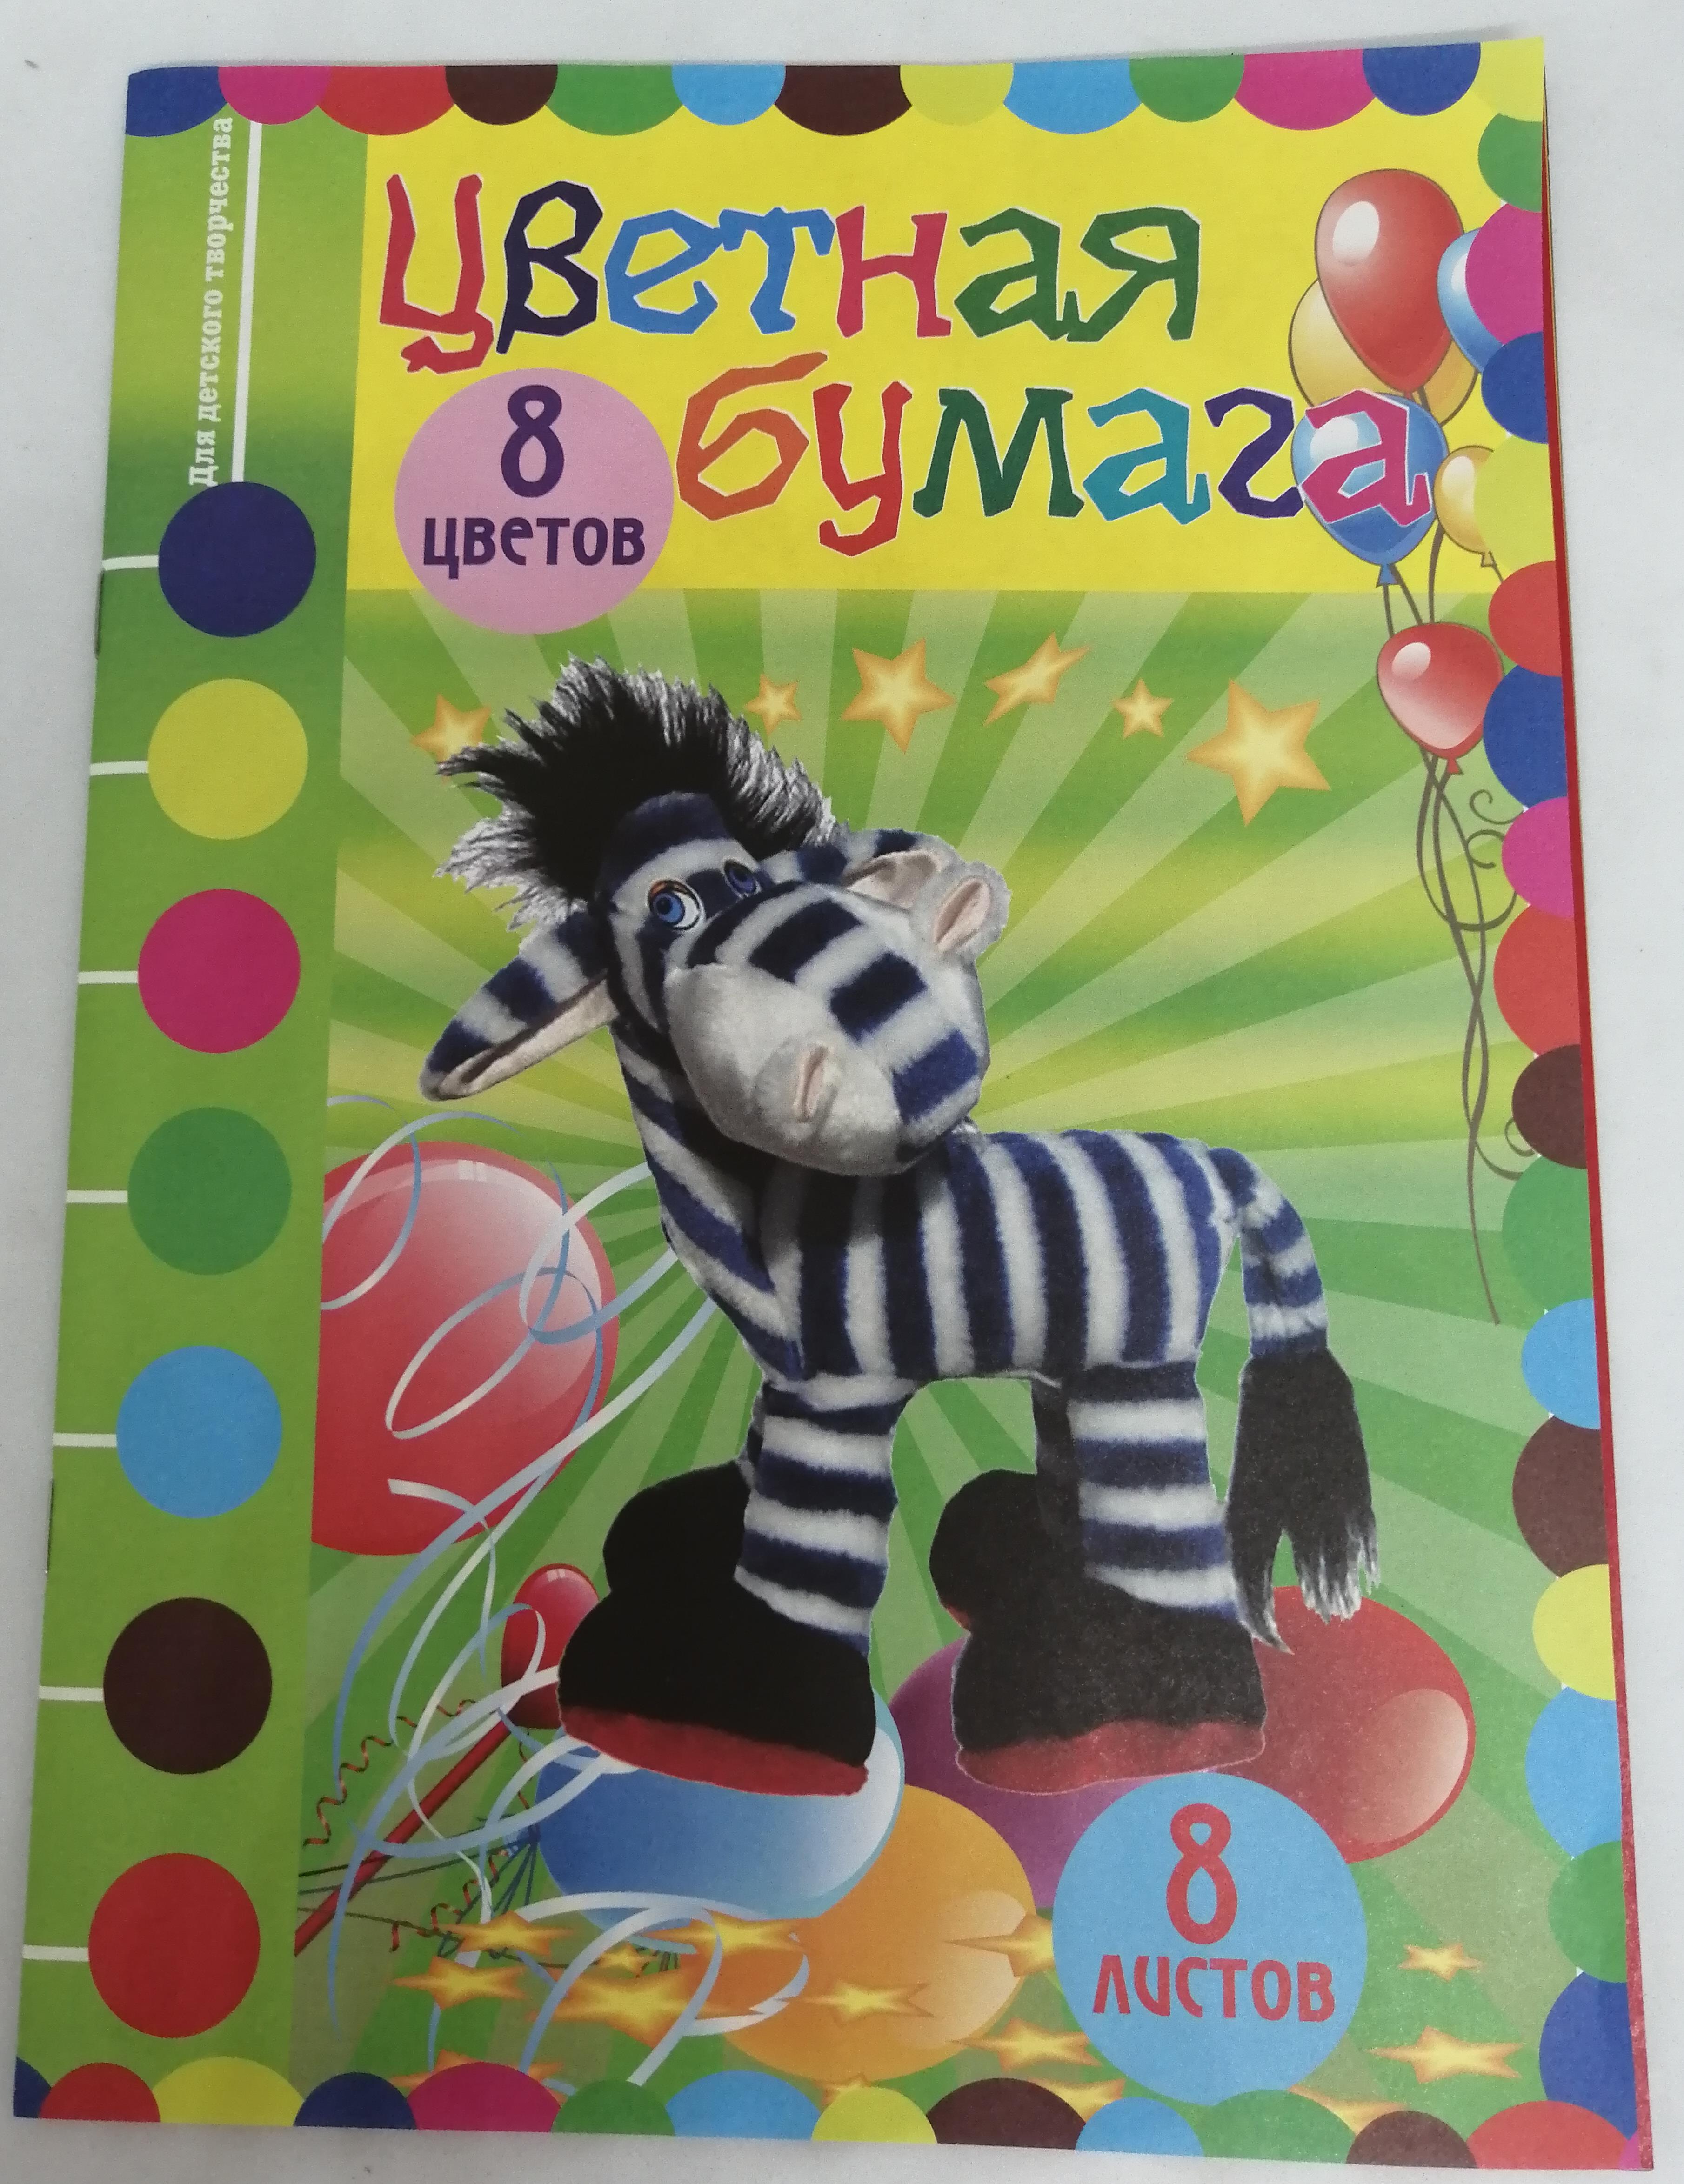 Для детского творчества
Цветная
бумага
8
цветов
8
листов